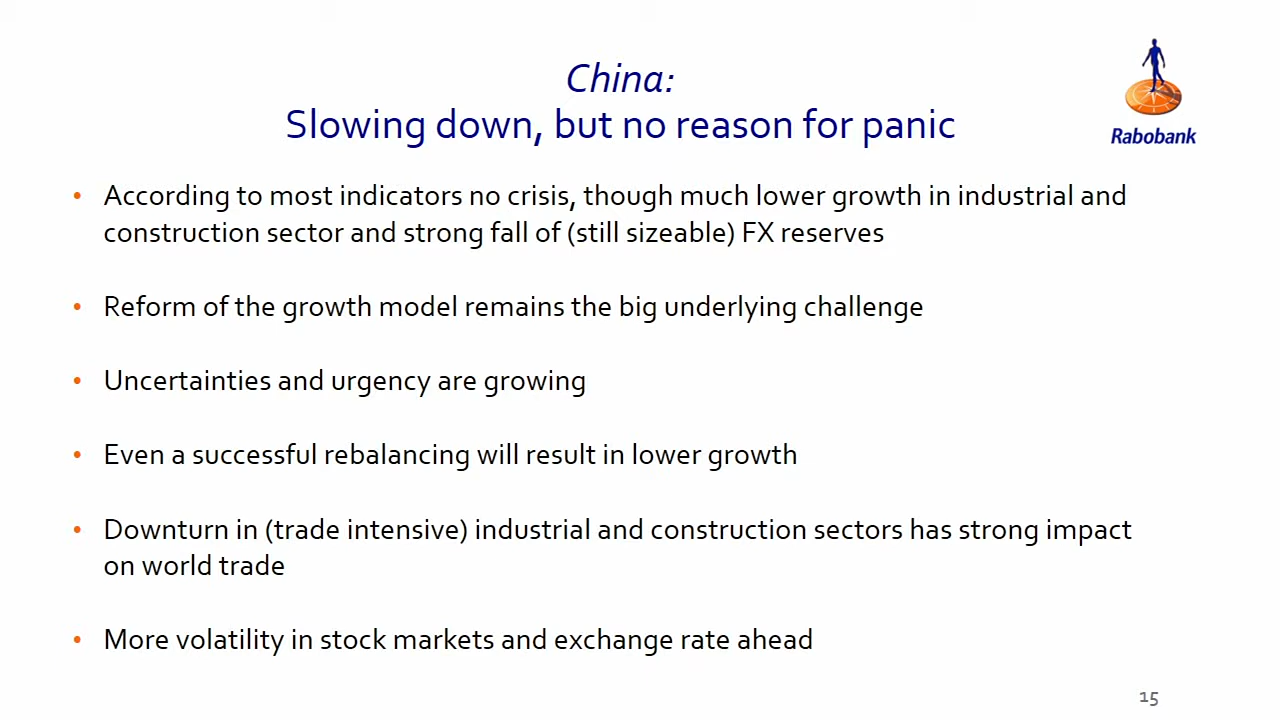 China:
Slowing down, but no reason for panic
Rabobank
• According to most indicators no crisis, though much lower growth in industrial and
construction sector and strong fall of (still sizeable) FX reserves
• Reform of the growth model remains the big underlying challenge
• Uncertainties and urgency are growing
• Even a successful rebalancing will result in lower growth
• Downturn in (trade intensive) industrial and construction sectors has strong impact
on world trade
• More volatility in stock markets and exchange rate ahead
15